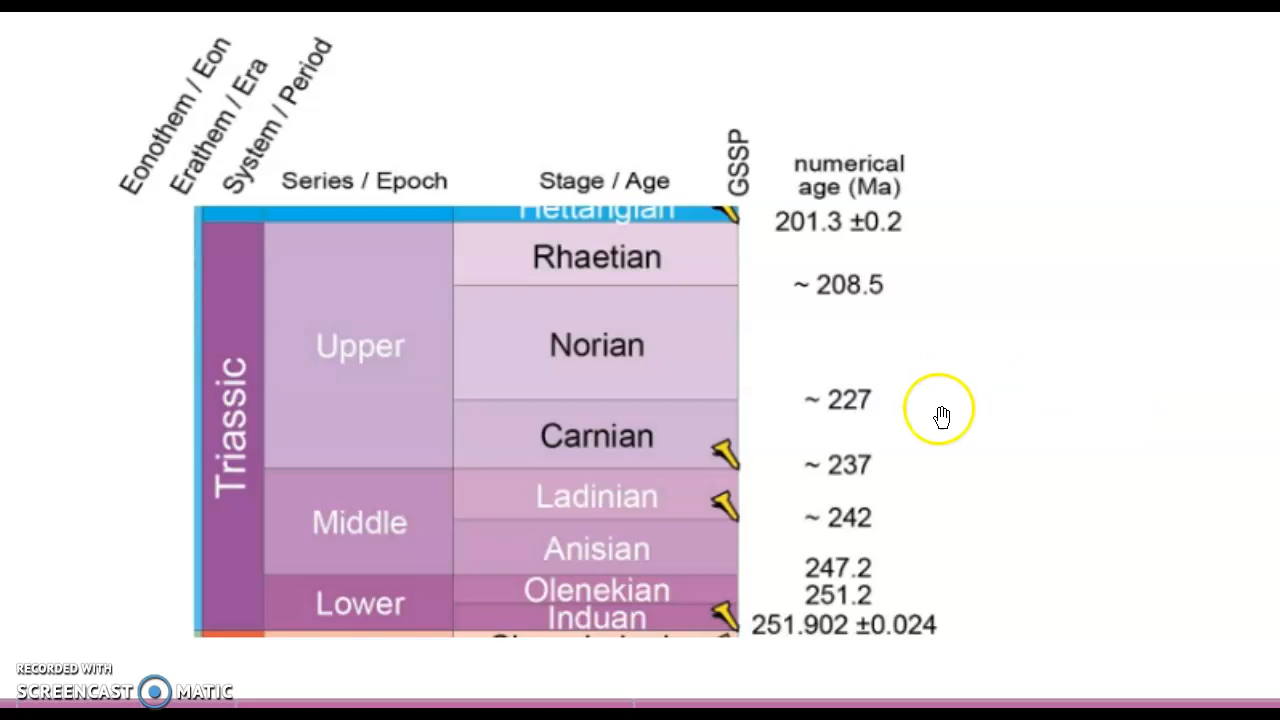 Eonothem / Eon
Erathem / Era
System / Period
Series / Epoch
Stage / Age
GSSP
numerical
age (Ma)
Hettangian
201.3 ±0.2
Triassic
Upper
Rhaetian
~ 208.5
Norian
~ 227
Carnian
~ 237
Middle
Ladinian
~ 242
Anisian
247.2
Lower
Olenekian
251.2
Induan
251.902 ±0.024
RECORDED WITH
SCREENCAST MATIC